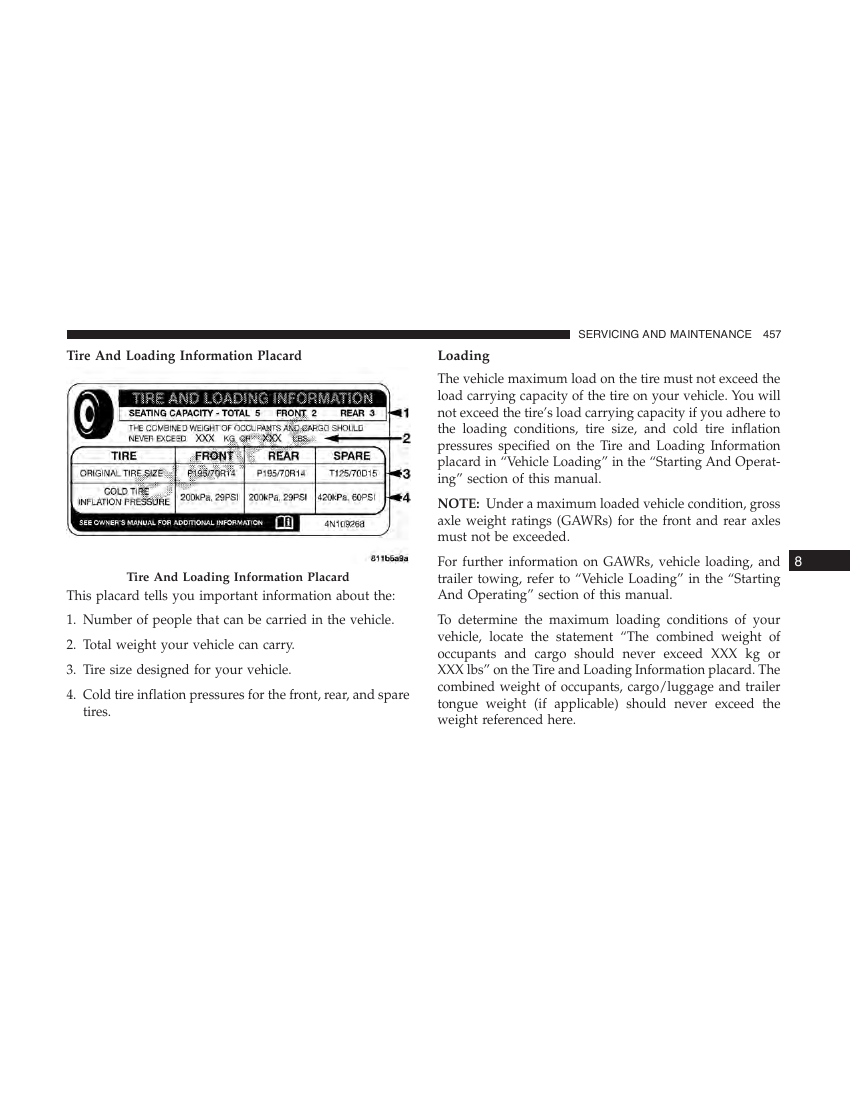 SERVICING AND MAINTENANCE 457
Tire And Loading Information Placard
TIRE AND LOADING INFORMATION
SEATING CAPACITY - TOTAL 5 FRONT 2 REAR 3
1
THE COMBINED WEIGHT OF OCCUPANTS AND CARGO SHOULD
NEVER EXCEED XXX KG OR XXX LBS.
2
TIRE FRONT REAR SPARE
ORIGINAL TIRE SIZE P195/70R14 P195/70R14 T125/70D15
3
COLD TIRE
INFLATION PRESSURE 200kPa, 29PSI 200kPa, 29PSI 420kPa, 60PSI
4
SEE OWNER'S MANUAL FOR ADDITIONAL INFORMATION 4N109268
811b5a9a
Tire And Loading Information Placard
This placard tells you important information about the:
1. Number of people that can be carried in the vehicle.
2. Total weight your vehicle can carry.
3. Tire size designed for your vehicle.
4. Cold tire inflation pressures for the front, rear, and spare
tires.
Loading
The vehicle maximum load on the tire must not exceed the
load carrying capacity of the tire on your vehicle. You will
not exceed the tire’s load carrying capacity if you adhere to
the loading conditions, tire size, and cold tire inflation
pressures specified on the Tire and Loading Information
placard in “Vehicle Loading” in the “Starting And Operat-
ing” section of this manual.
NOTE: Under a maximum loaded vehicle condition, gross
axle weight ratings (GAWRs) for the front and rear axles
must not be exceeded.
For further information on GAWRs, vehicle loading, and
trailer towing, refer to “Vehicle Loading” in the “Starting
And Operating” section of this manual.
To determine the maximum loading conditions of your
vehicle, locate the statement “The combined weight of
occupants and cargo should never exceed XXX kg or
XXX lbs” on the Tire and Loading Information placard. The
combined weight of occupants, cargo/luggage and trailer
tongue weight (if applicable) should never exceed the
weight referenced here.
8